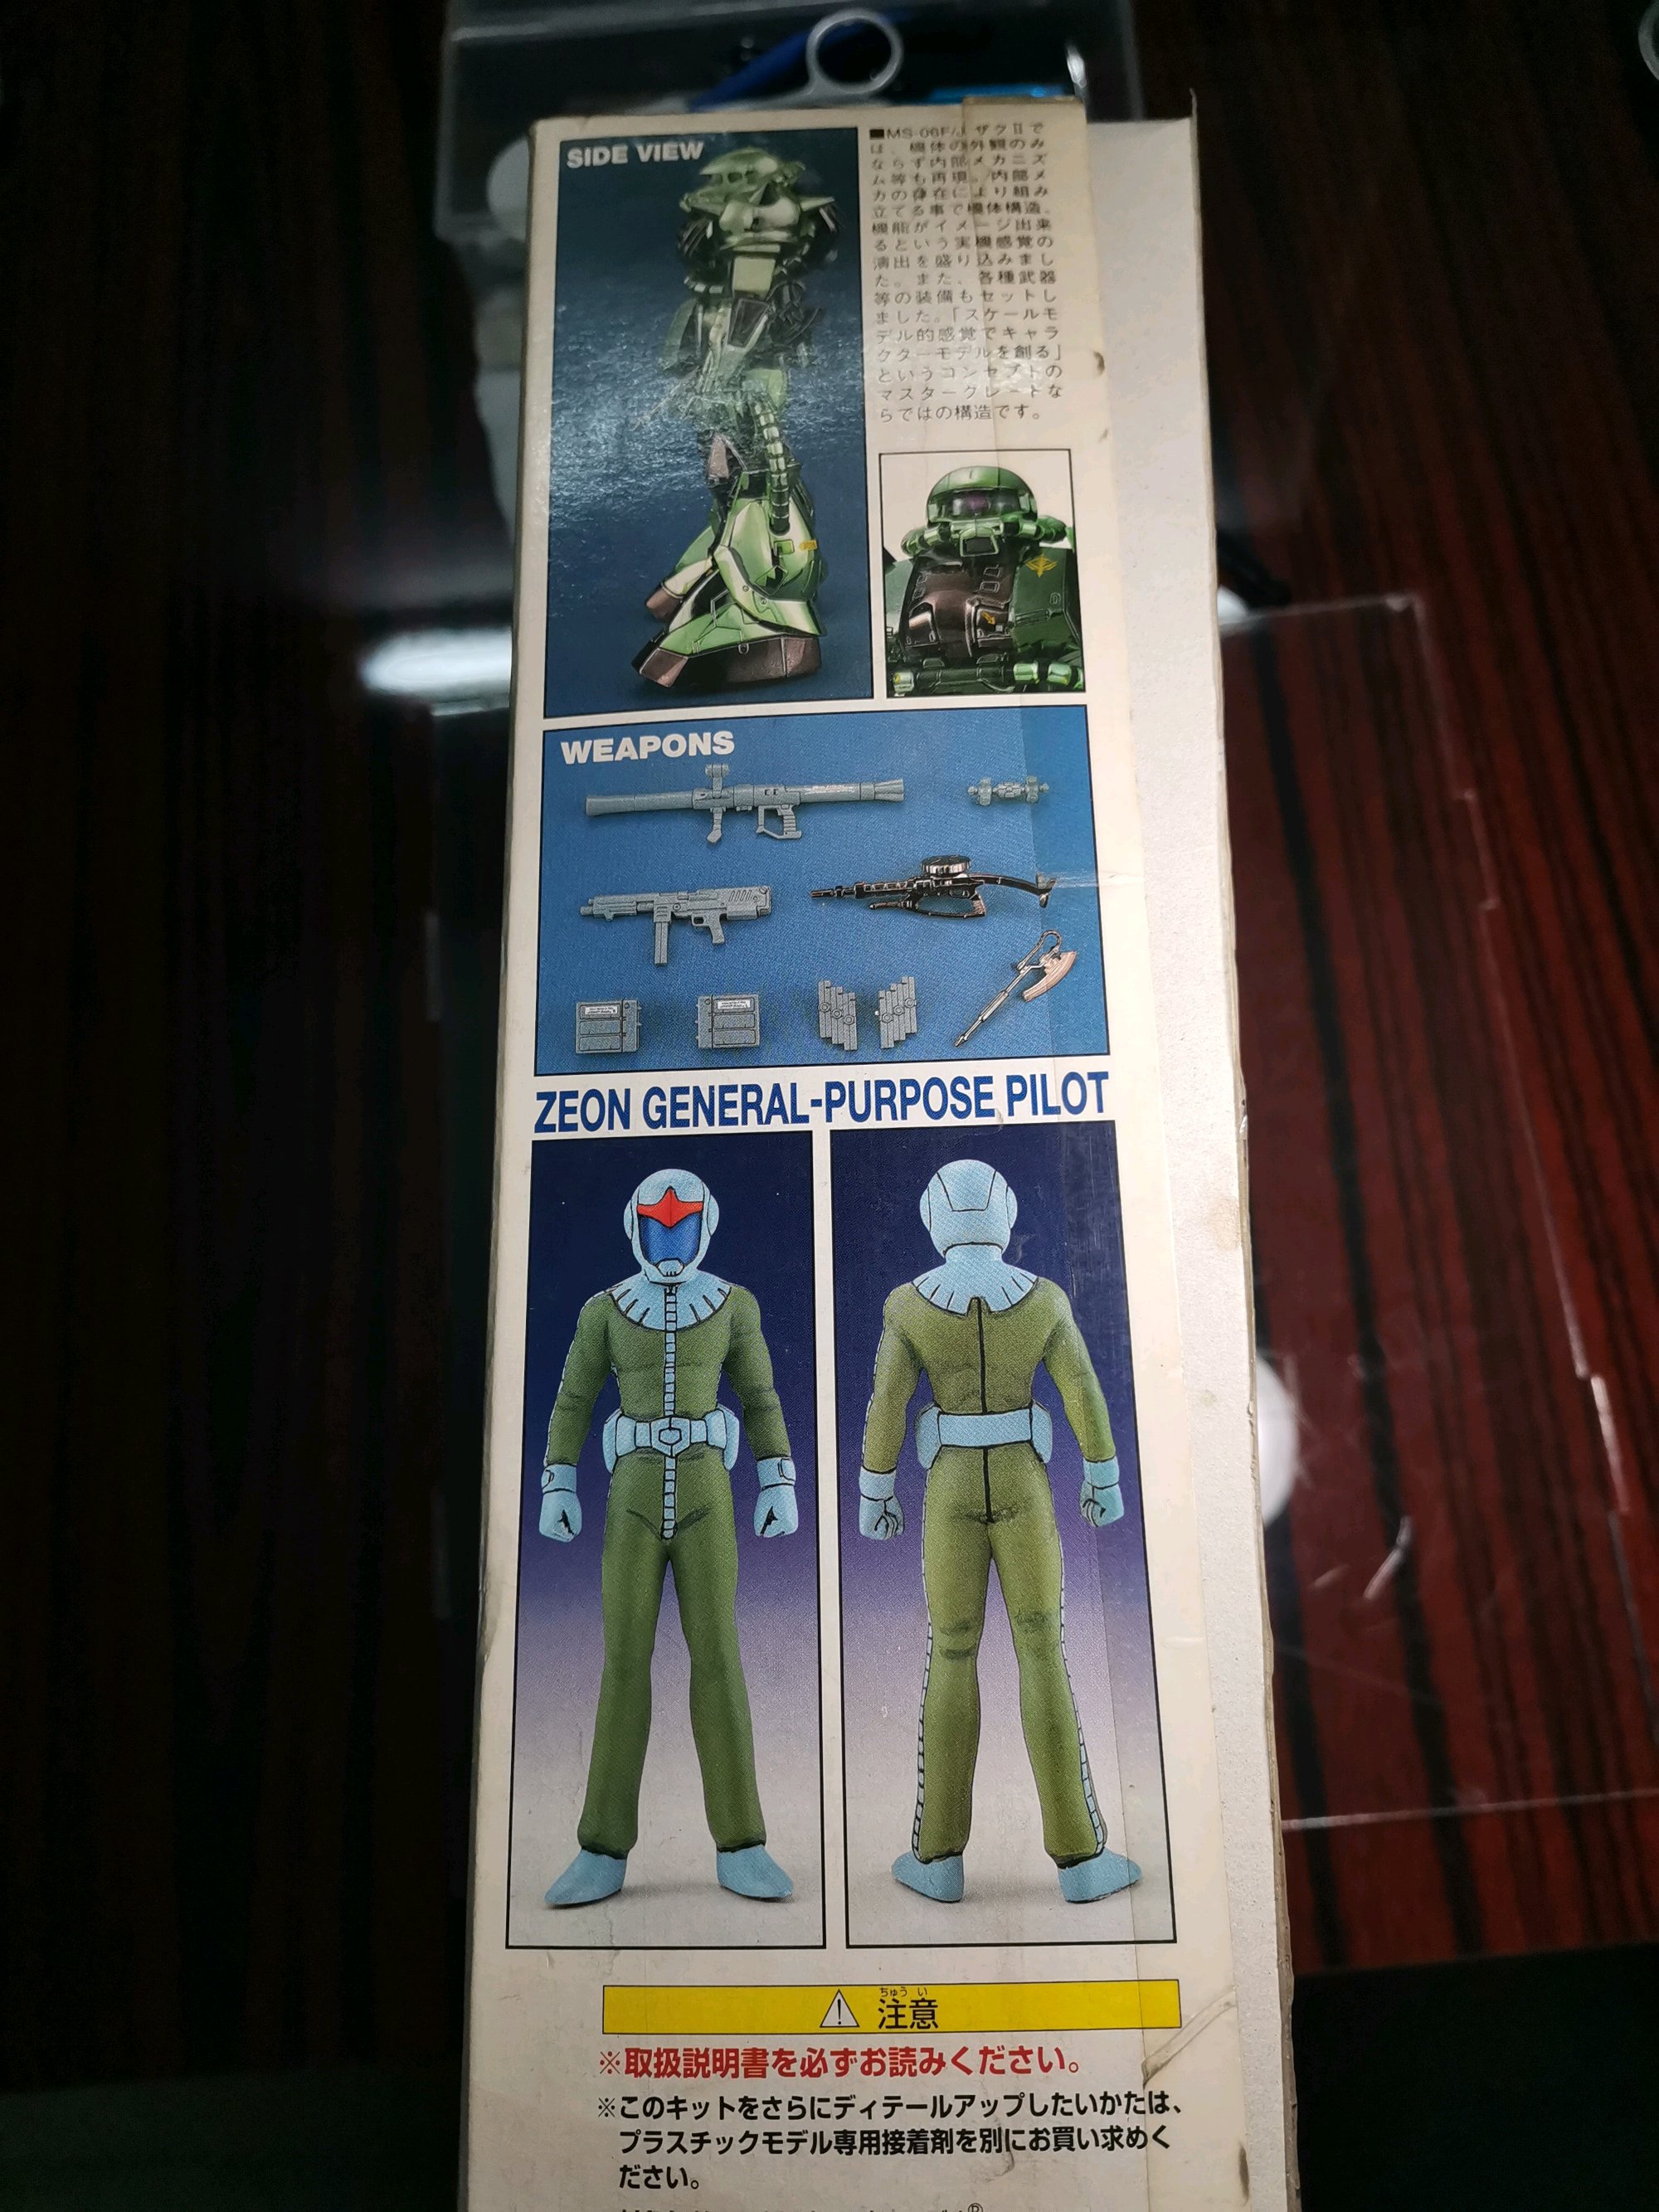 SIDE VIEW
■MS-06F/J ザクⅡで
は、機体の外観のみ
ならず内部メカニズ
ム等も再現。内部メ
カの存在により組み
立てる事で機体構造、
機能がイメージ出来
るという実機感覚の
演出を盛り込みまし
た。また、各種武器
等の装備もセットし
ました。「スケールモ
デル的感覚でキャラ
クターモデルを創る」
というコンセプトの
マスターグレードな
らではの構造です。
WEAPONS
ZEON GENERAL-PURPOSE PILOT
ちゅう い
注意
※取扱説明書を必ずお読みください。
※このキットをさらにディテールアップしたいかたは、
プラスチックモデル専用接着剤を別にお買い求めく
ださい。